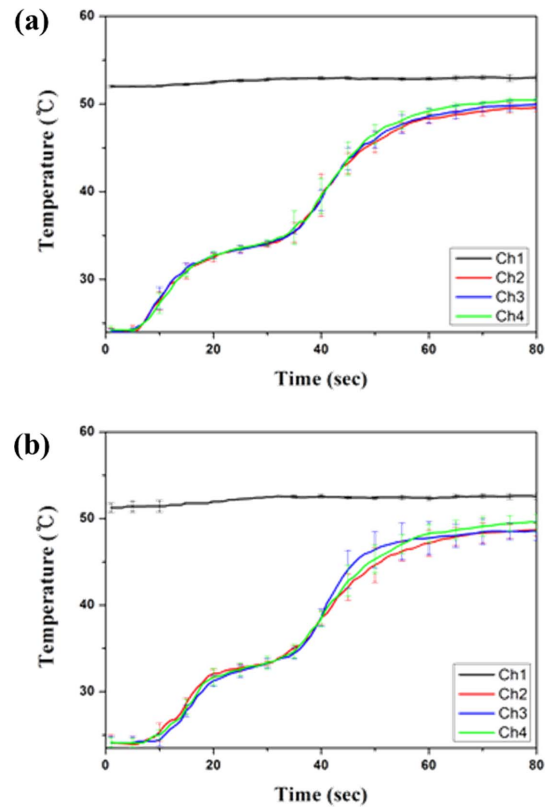 (a)
60
50
40
30
Temperature (℃)
Ch1
Ch2
Ch3
Ch4
0 20 40 60 80
Time (sec)
(b)
60
50
40
30
Temperature (℃)
Ch1
Ch2
Ch3
Ch4
0 20 40 60 80
Time (sec)